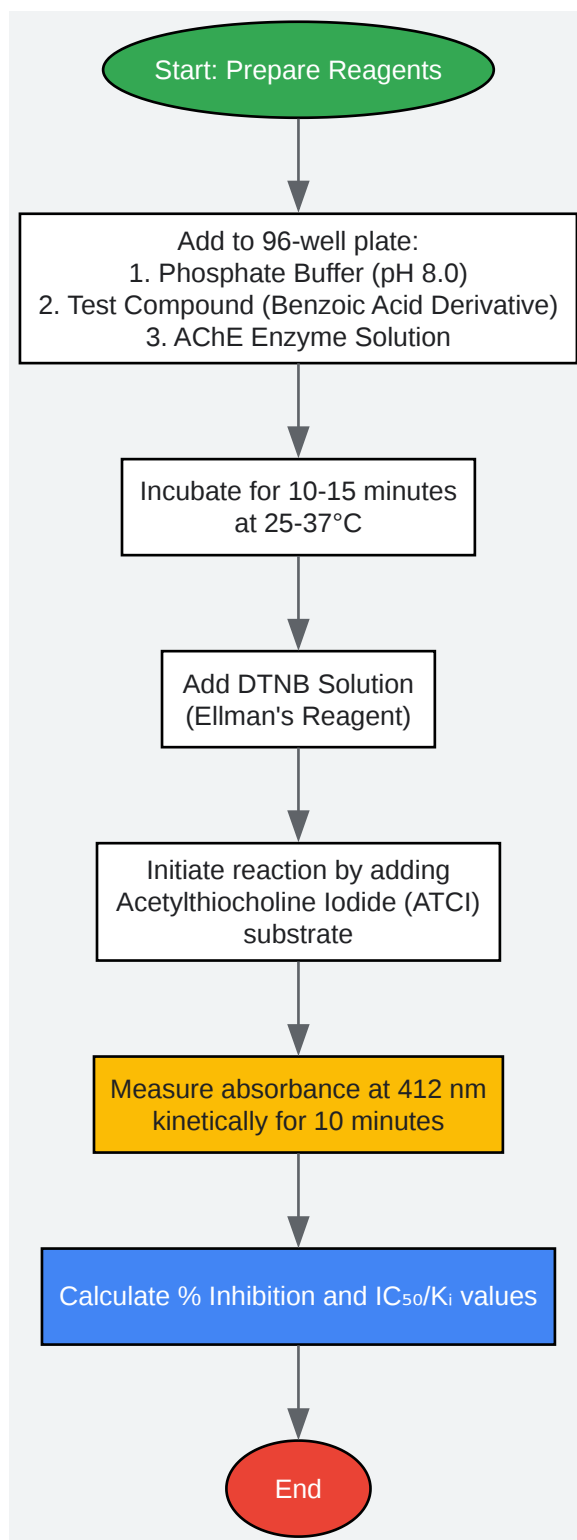 Start: Prepare Reagents
Add to 96-well plate:
1. Phosphate Buffer (pH 8.0)
2. Test Compound (Benzoic Acid Derivative)
3. AChE Enzyme Solution
Incubate for 10-15 minutes
at 25-37°C
Add DTNB Solution
(Ellman's Reagent)
Initiate reaction by adding
Acetylthiocholine Iodide (ATCI)
substrate
Measure absorbance at 412 nm
kinetically for 10 minutes
Calculate % Inhibition and IC₅₀/Kᵢ values
End